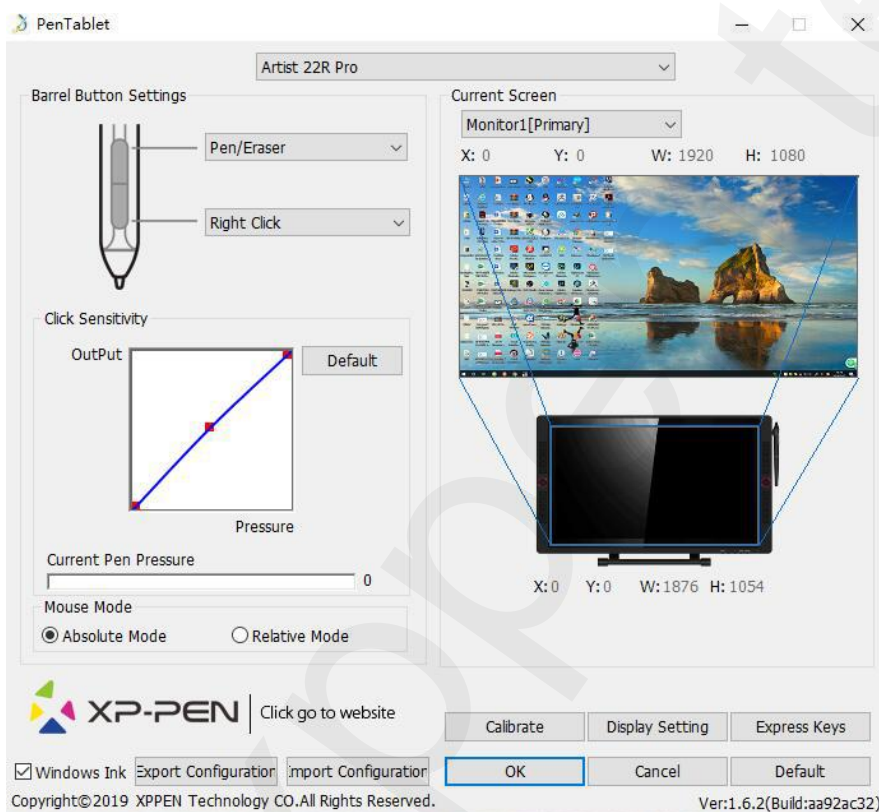 PenTablet
Artist 22R Pro
Barrel Button Settings
Pen/Eraser
Right Click
Click Sensitivity
OutPut
Default
Pressure
Current Pen Pressure
0
Mouse Mode
Absolute Mode
Relative Mode
Current Screen
Monitor1[Primary]
X: 0 Y: 0 W: 1920 H: 1080
X: 0 Y: 0 W: 1876 H: 1054
XP-PEN
Click go to website
Calibrate
Display Setting
Express Keys
Windows Ink
Export Configuration
Import Configuration
OK
Cancel
Default
Copyright©2019 XPPEN Technology CO.All Rights Reserved.
Ver:1.6.2(Build:aa92ac32)